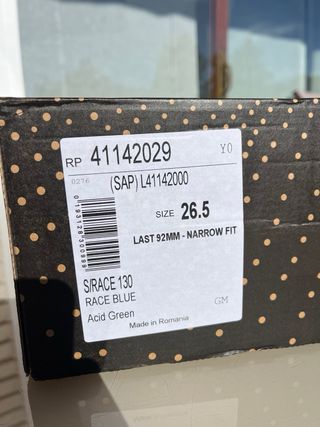 RP 41142029 Y0
0276 (SAP) L41142000
SIZE 26.5
LAST 92MM - NARROW FIT
0193128300999
S/RACE 130
RACE BLUE
Acid Green GM
Made in Romania